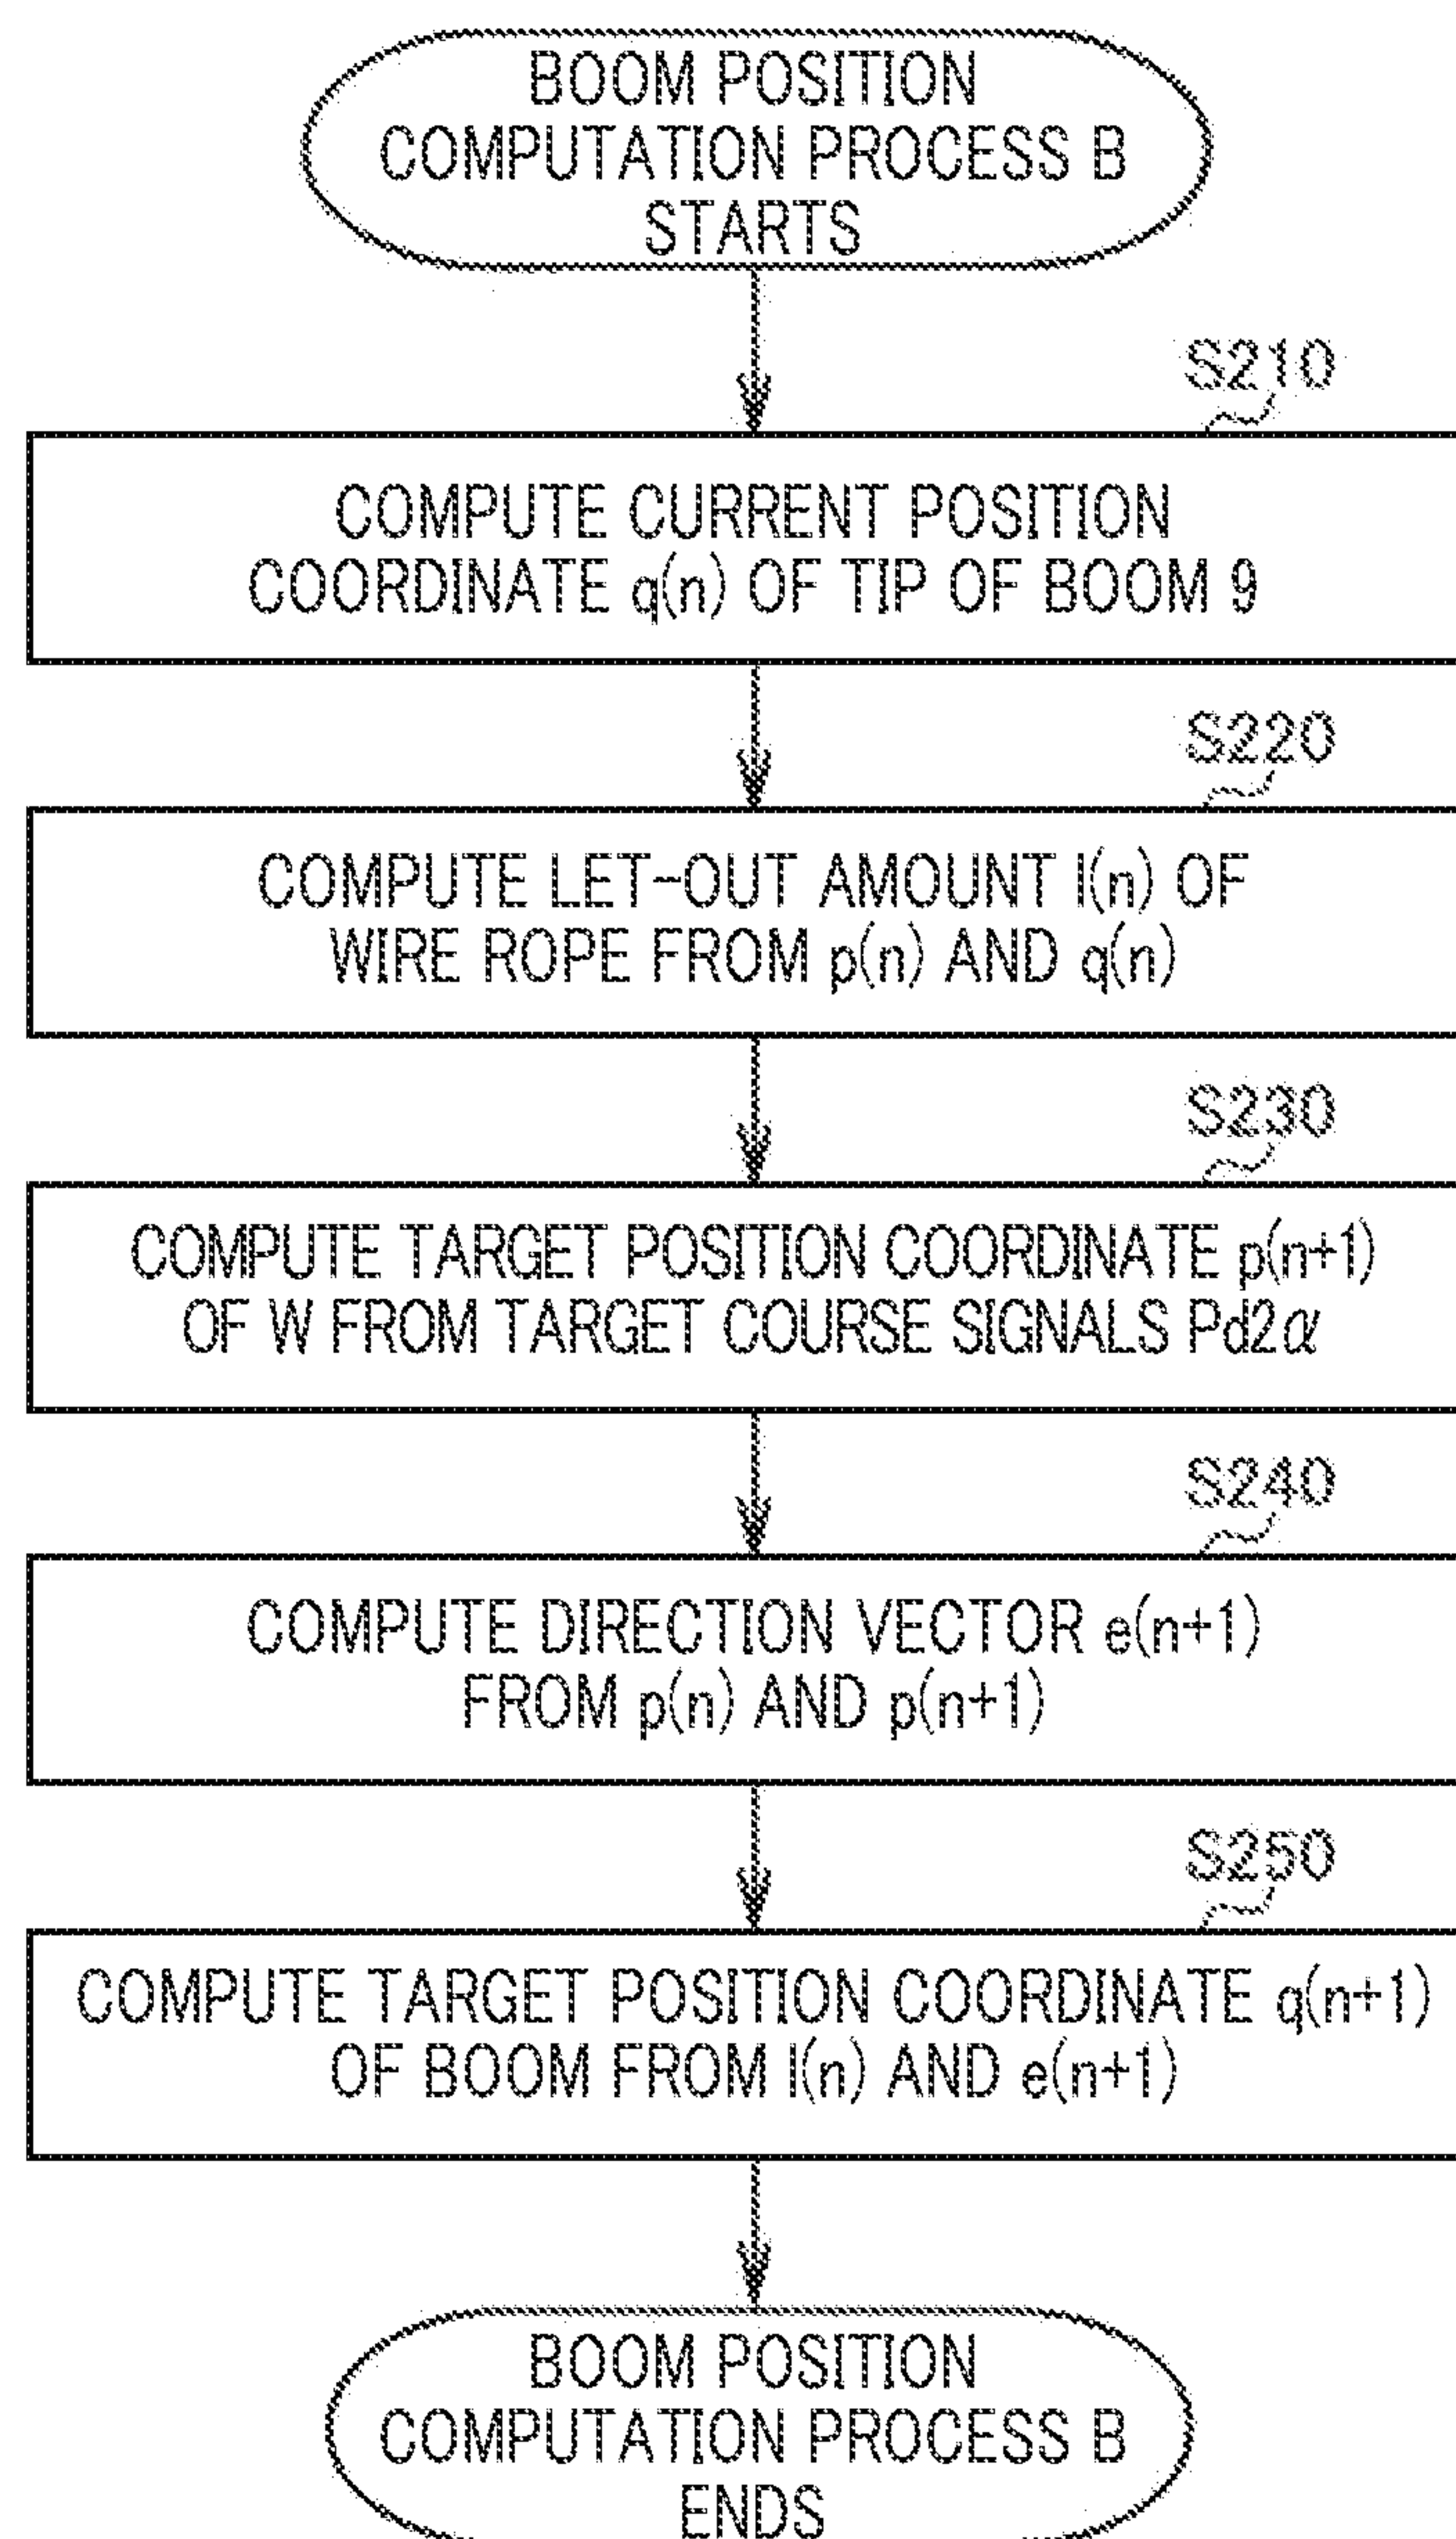 BOOM POSITION
COMPUTATION PROCESS B
STARTS
S210
COMPUTE CURRENT POSITION
COORDINATE q(n) OF TIP OF BOOM 9
S220
COMPUTE LET-OUT AMOUNT l(n) OF
WIRE ROPE FROM p(n) AND q(n)
S230
COMPUTE TARGET POSITION COORDINATE p(n+1)
OF W FROM TARGET COURSE SIGNALS Pd2α
S240
COMPUTE DIRECTION VECTOR e(n+1)
FROM p(n) AND p(n+1)
S250
COMPUTE TARGET POSITION COORDINATE q(n+1)
OF BOOM FROM l(n) AND e(n+1)
BOOM POSITION
COMPUTATION PROCESS B
ENDS